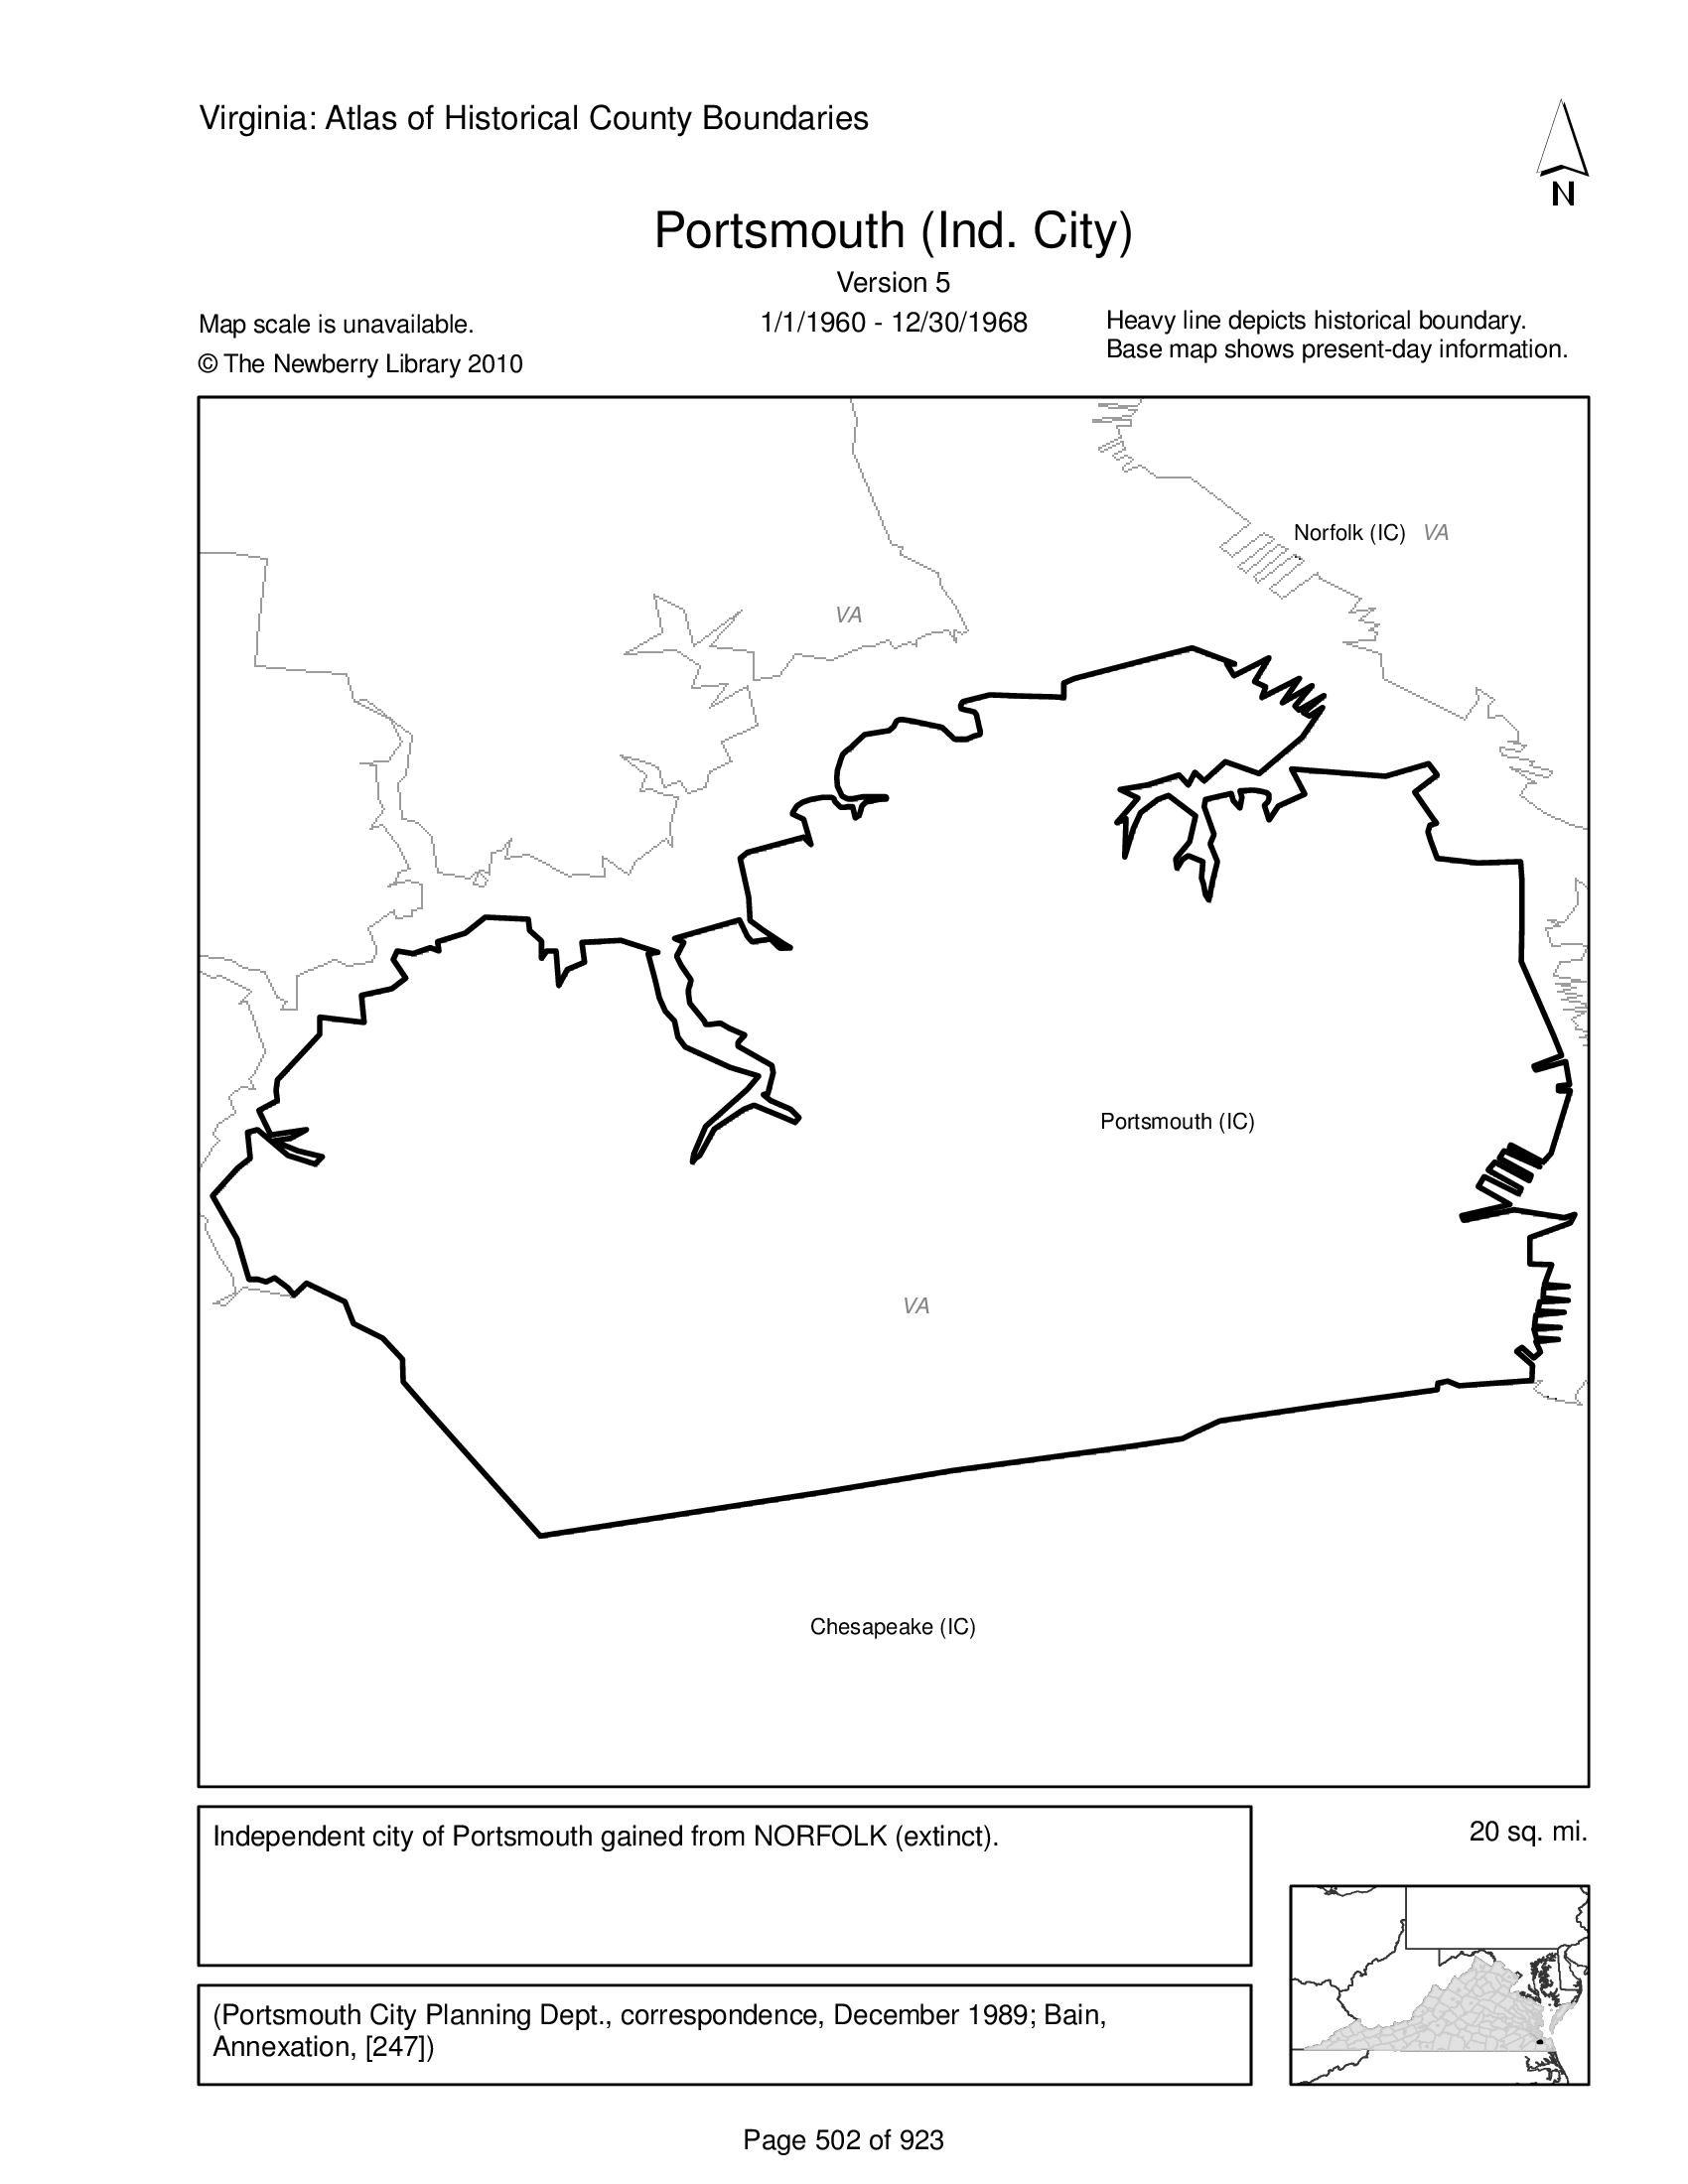 Virginia: Atlas of Historical County Boundaries
N
Portsmouth (Ind. City)
Version 5
Map scale is unavailable.
1/1/1960 - 12/30/1968
Heavy line depicts historical boundary.
© The Newberry Library 2010
Base map shows present-day information.
Norfolk (IC) VA
VA
Portsmouth (IC)
VA
Chesapeake (IC)
Independent city of Portsmouth gained from NORFOLK (extinct).
20 sq. mi.
(Portsmouth City Planning Dept., correspondence, December 1989; Bain,
Annexation, [247])
Page 502 of 923